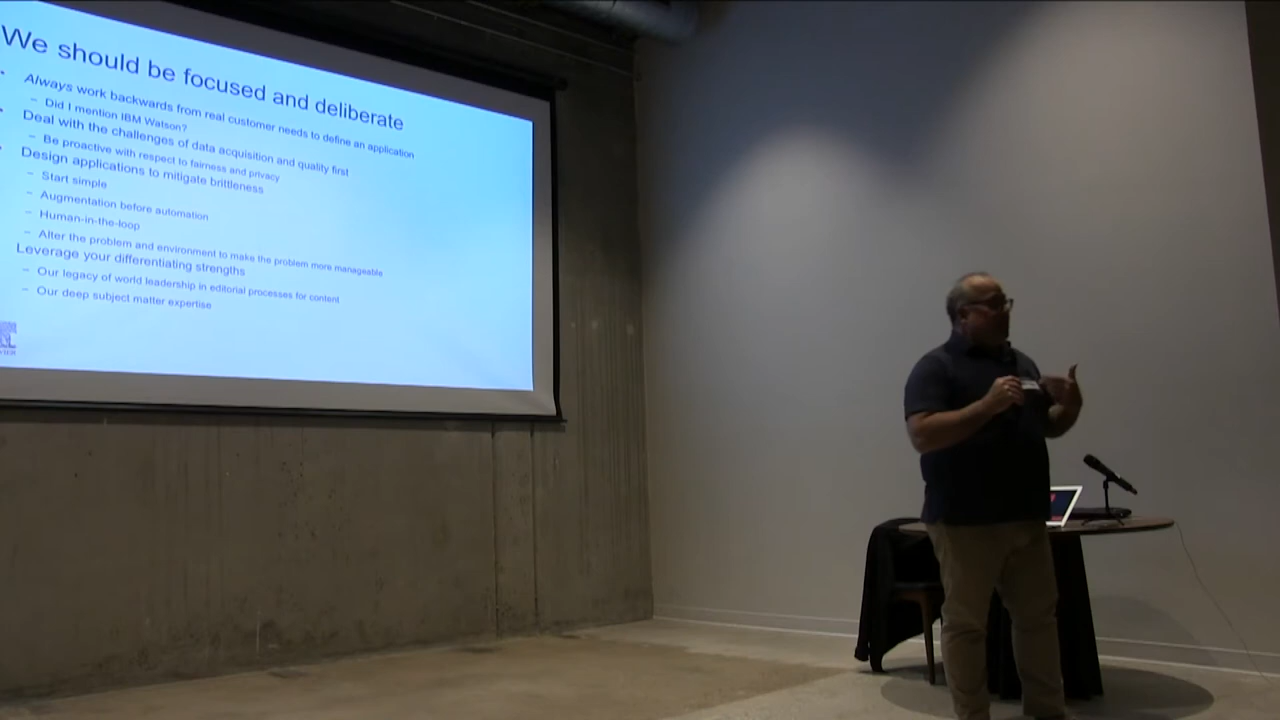 We should be focused and deliberate
• Always work backwards from real customer needs to define an application
– Did I mention IBM Watson?
• Deal with the challenges of data acquisition and quality first
– Be proactive with respect to fairness and privacy
• Design applications to mitigate brittleness
– Start simple
– Augmentation before automation
– Human-in-the-loop
– Alter the problem and environment to make the problem more manageable
Leverage your differentiating strengths
– Our legacy of world leadership in editorial processes for content
– Our deep subject matter expertise